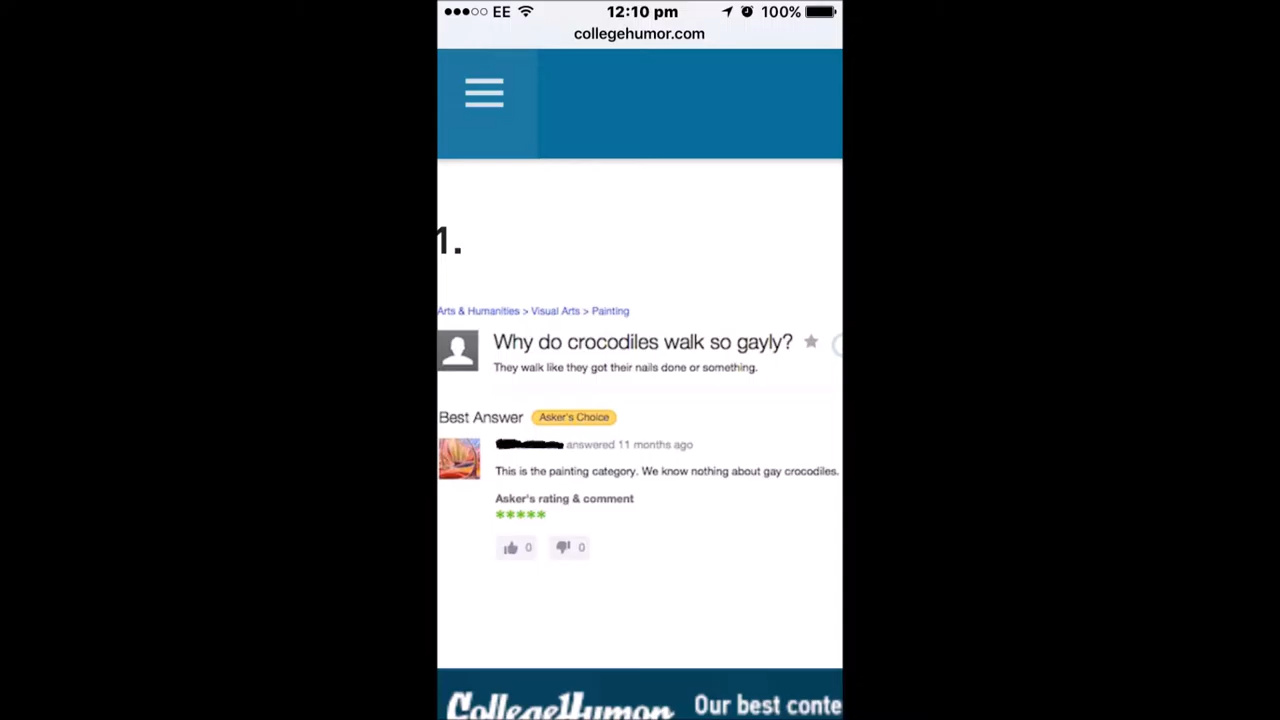 EE 12:10 pm 100%
collegehumor.com
1.
Arts & Humanities > Visual Arts > Painting
Why do crocodiles walk so gayly?
They walk like they got their nails done or something.
Best Answer Asker's Choice
answered 11 months ago
This is the painting category. We know nothing about gay crocodiles.
Asker's rating & comment
*****
0 0
CollegeHumor Our best conte